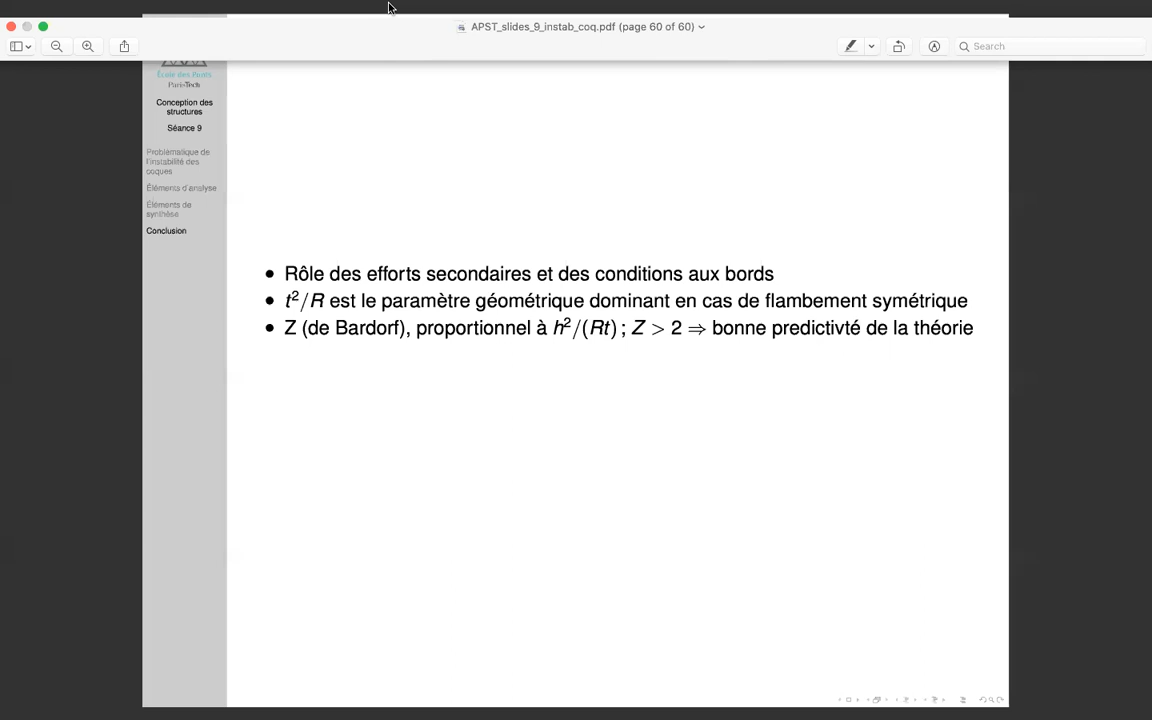 APST_slides_9_instab_coq.pdf (page 60 of 60)
Search
École des Ponts
ParisTech
Conception des
structures
Séance 9
Problématique de
l'instabilité des
coques
Éléments d'analyse
Éléments de
synthèse
Conclusion
• Rôle des efforts secondaires et des conditions aux bords
• t²/R est le paramètre géométrique dominant en cas de flambement symétrique
• Z (de Bardorf), proportionnel à h²/(Rt) ; Z > 2 ⇒ bonne predictivté de la théorie